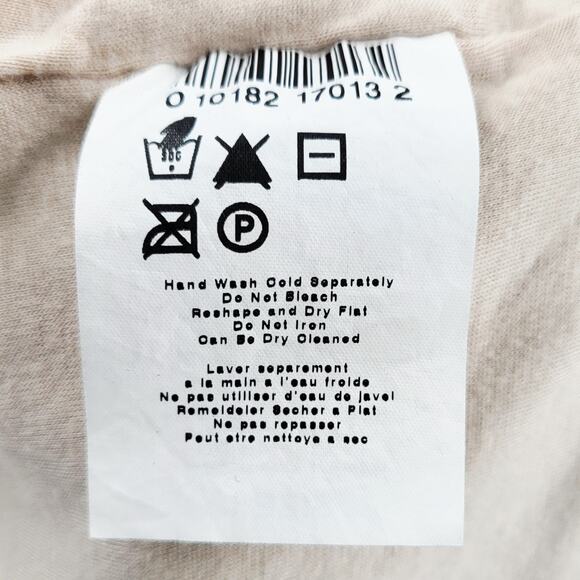 0 10182 17013 2
30C
P
Hand Wash Cold Separately
Do Not Bleach
Reshape and Dry Flat
Do Not Iron
Can Be Dry Cleaned
Laver separement
a la main a l'eau froide
Ne pas utiliser d'eau de javel
Remeldeler Secher a Plat
Ne pas repasser
Peut etre nettoye a sec